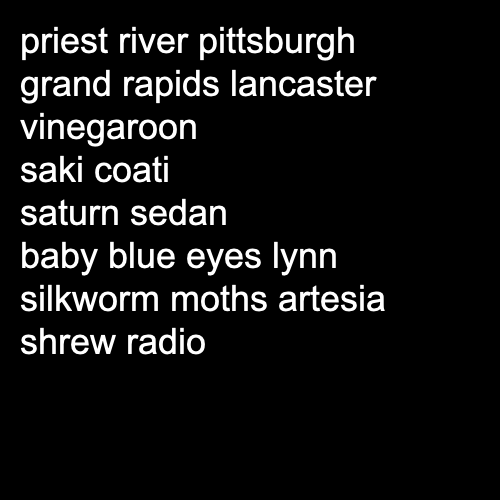 priest river pittsburgh
grand rapids lancaster
vinegaroon
saki coati
saturn sedan
baby blue eyes lynn
silkworm moths artesia
shrew radio